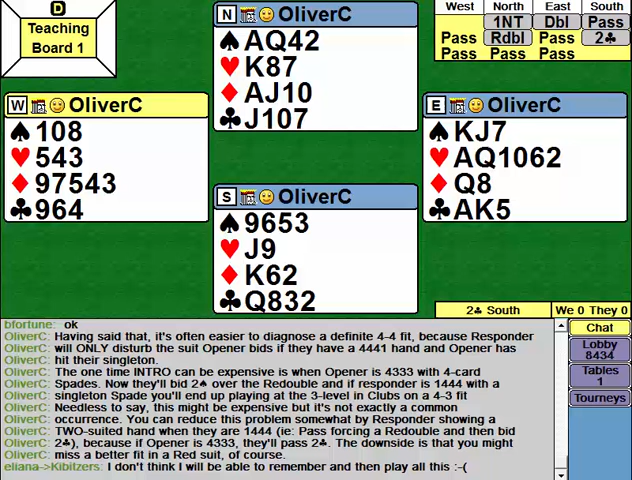 D
Teaching
Board 1
N OliverC
♠ AQ42
♥ K87
♦ AJ10
♣ J107
West North East South
1NT Dbl Pass
Pass Rdbl Pass 2♣
Pass Pass Pass
W OliverC
♠ 108
♥ 543
♦ 97543
♣ 964
E OliverC
♠ KJ7
♥ AQ1062
♦ Q8
♣ AK5
S OliverC
♠ 9653
♥ J9
♦ K62
♣ Q832
2♣ South We 0 They 0
bfortune: ok
OliverC: Having said that, it's often easier to diagnose a definite 4-4 fit, because Responder
OliverC: will ONLY disturb the suit Opener bids if they have a 4441 hand and Opener has
OliverC: hit their singleton.
OliverC: The one time INTRO can be expensive is when Opener is 4333 with 4-card
OliverC: Spades. Now they'll bid 2♠ over the Redouble and if responder is 1444 with a
OliverC: singleton Spade you'll end up playing at the 3-level in Clubs on a 4-3 fit
OliverC: Needless to say, this might be expensive but it's not exactly a common
OliverC: occurrence. You can reduce this problem somewhat by Responder showing a
OliverC: TWO-suited hand when they are 1444 (ie: Pass forcing a Redouble and then bid
OliverC: 2♣), because if Opener is 4333, they'll pass 2♣. The downside is that you might
OliverC: miss a better fit in a Red suit, of course.
eliana->Kibitzers: I don't think I will be able to remember and then play all this :-(
Chat
Lobby
8434
Tables
1
Tourneys